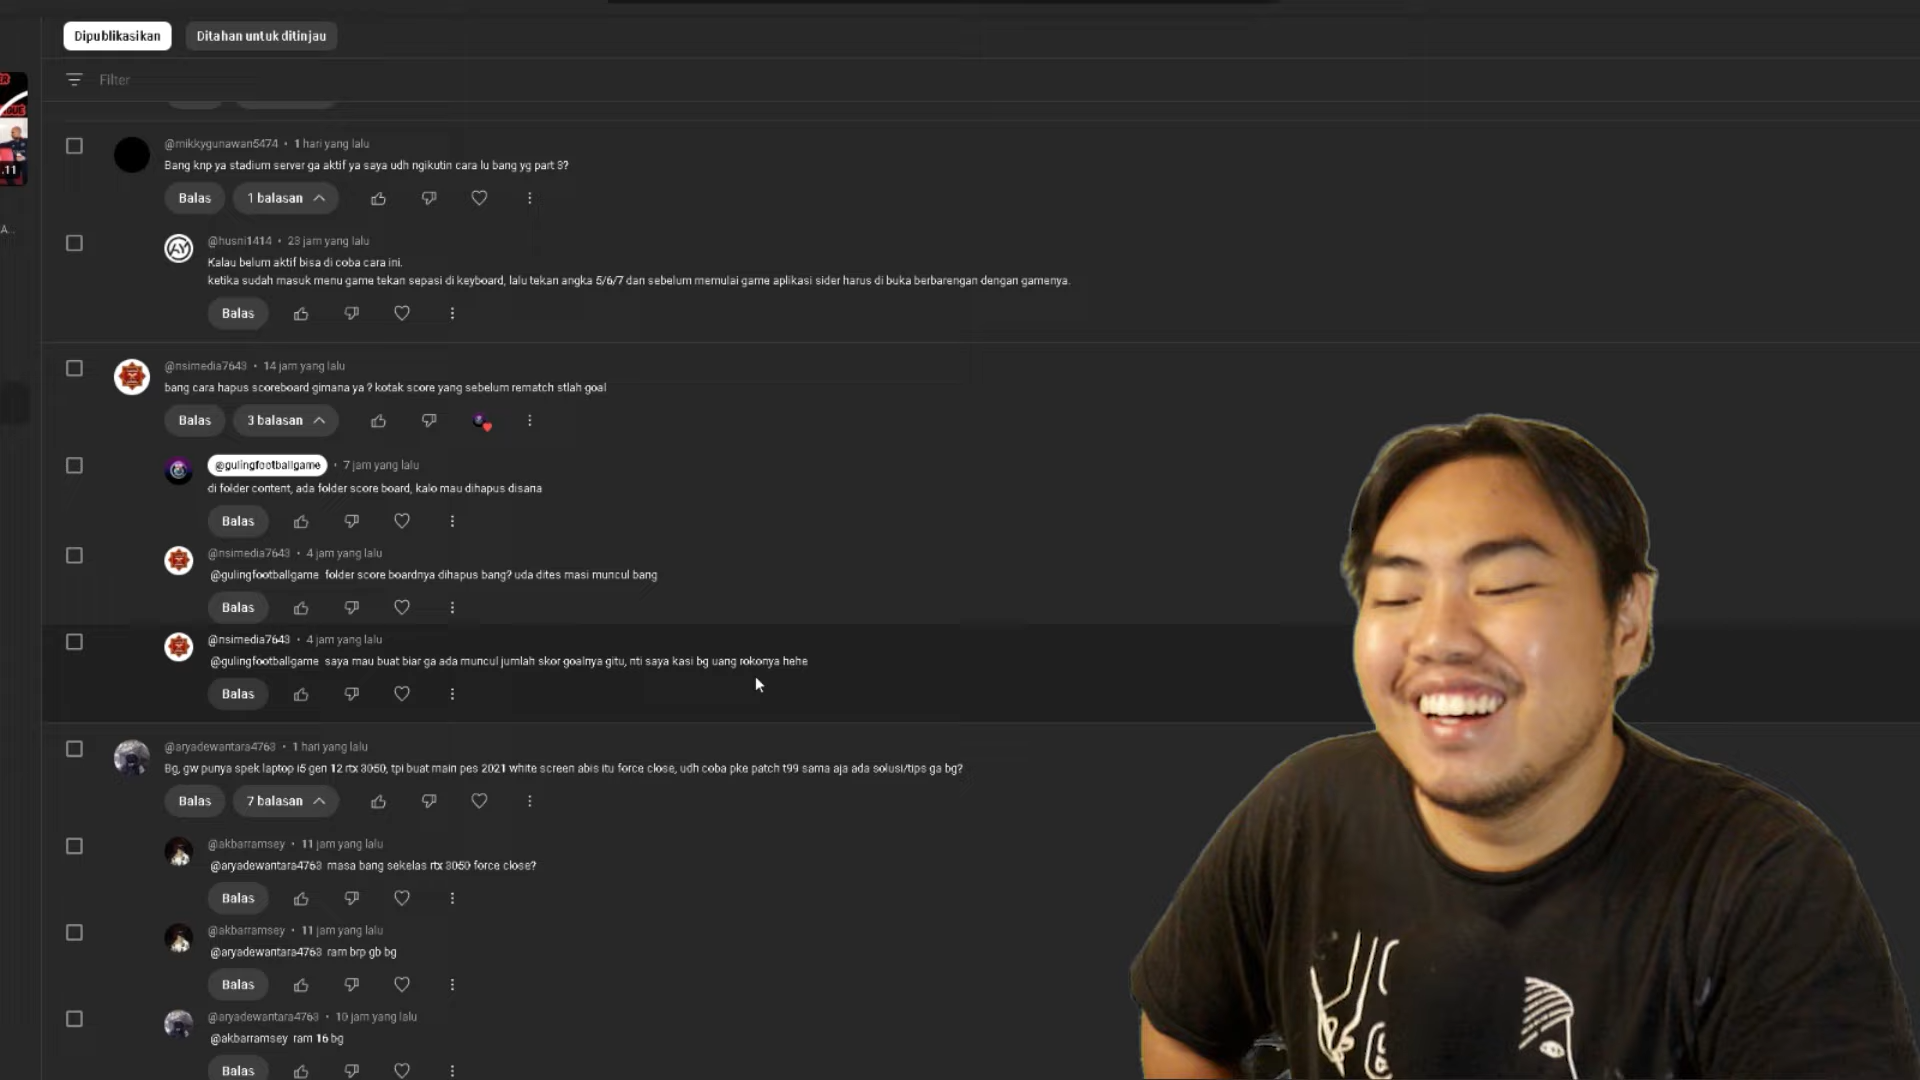 Dipublikasikan
Ditahan untuk ditinjau
Filter
.11
A...
@mikkygunawan5474 • 1 hari yang lalu
Bang knp ya stadium server ga aktif ya saya udh ngikutin cara lu bang yg part 3?
Balas
1 balasan
@husni1414 • 23 jam yang lalu
Kalau belum aktif bisa di coba cara ini.
ketika sudah masuk menu game tekan sepasi di keyboard, lalu tekan angka 5/6/7 dan sebelum memulai game aplikasi sider harus di buka berbarengan dengan gamenya.
Balas
@nsimedia7643 • 14 jam yang lalu
bang cara hapus scoreboard gimana ya ? kotak score yang sebelum rematch stlah goal
Balas
3 balasan
@gulingfootballgame • 7 jam yang lalu
di folder content, ada folder score board, kalo mau dihapus disana
Balas
@nsimedia7643 • 4 jam yang lalu
@gulingfootballgame folder score boardnya dihapus bang? uda dites masi muncul bang
Balas
@nsimedia7643 • 4 jam yang lalu
@gulingfootballgame saya mau buat biar ga ada muncul jumlah skor goalnya gitu, nti saya kasi bg uang rokonya hehe
Balas
@aryadewantara4763 • 1 hari yang lalu
Bg, gw punya spek laptop i5 gen 12 rtx 3050, tpi buat main pes 2021 white screen abis itu force close, udh coba pke patch t99 sama aja ada solusi/tips ga bg?
Balas
7 balasan
@akbarramsey • 11 jam yang lalu
@aryadewantara4763 masa bang sekelas rtx 3050 force close?
Balas
@akbarramsey • 11 jam yang lalu
@aryadewantara4763 ram brp gb bg
Balas
@aryadewantara4763 • 10 jam yang lalu
@akbarramsey ram 16 bg
Balas